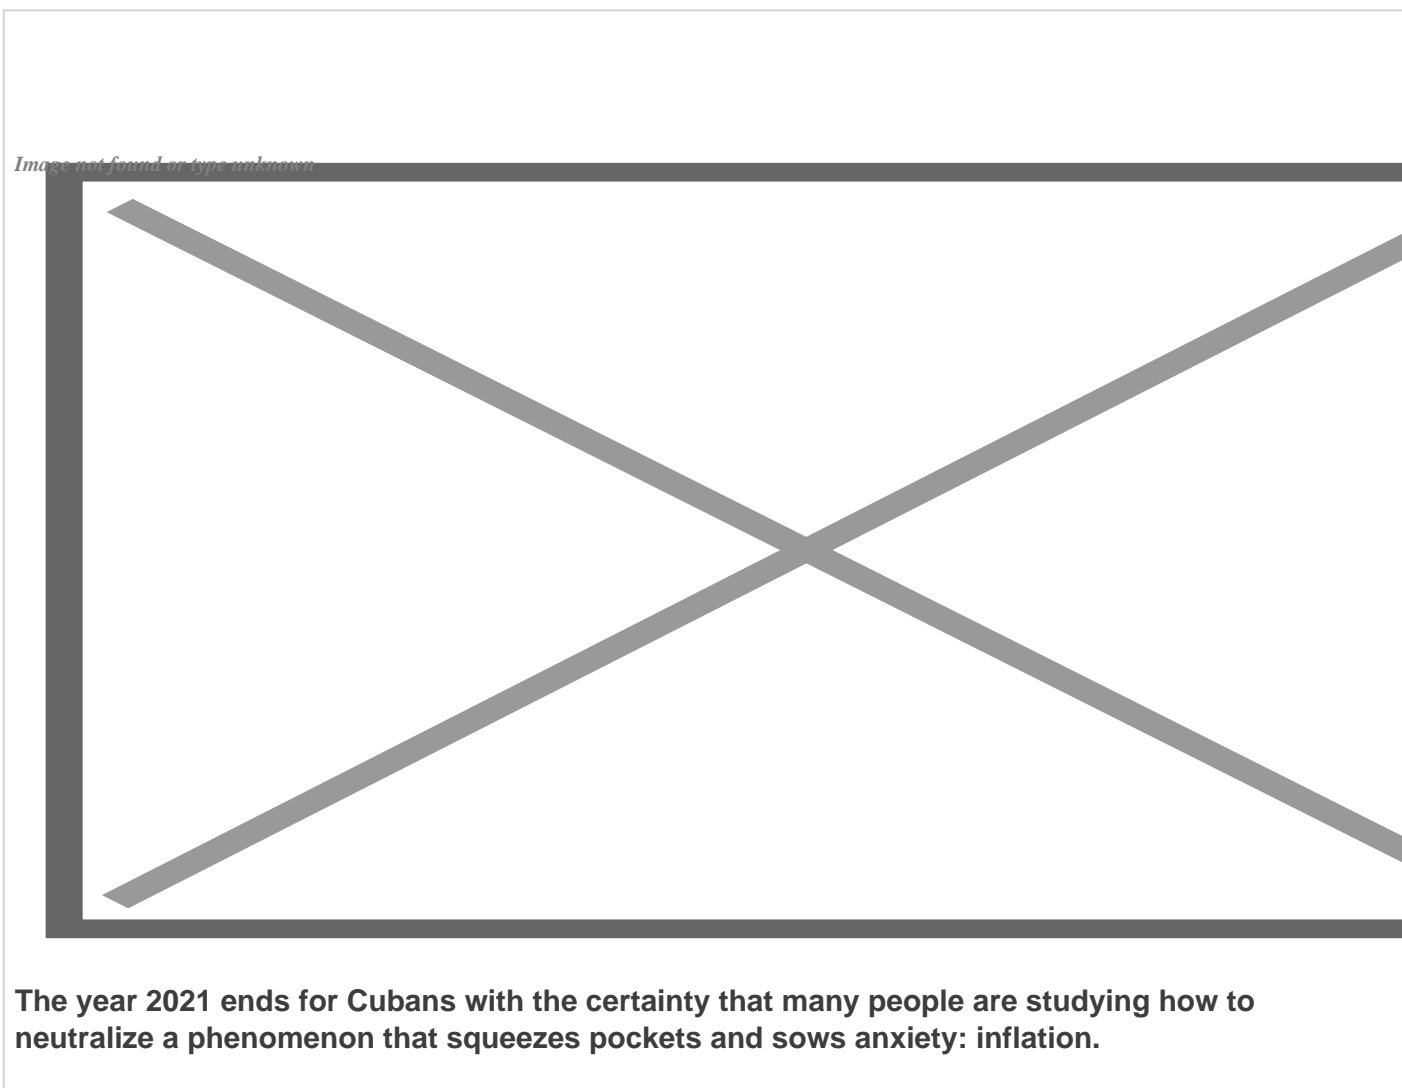 Image not found or type unknown
The year 2021 ends for Cubans with the certainty that many people are studying how to
neutralize a phenomenon that squeezes pockets and sows anxiety: inflation.